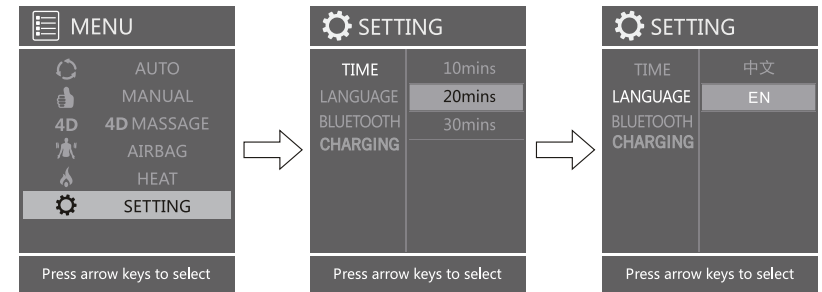 MENU
AUTO
MANUAL
4D 4D MASSAGE
AIRBAG
HEAT
SETTING
Press arrow keys to select
SETTING
TIME
LANGUAGE
BLUETOOTH
CHARGING
10mins
20mins
30mins
Press arrow keys to select
SETTING
TIME
LANGUAGE
BLUETOOTH
CHARGING
中文
EN
Press arrow keys to select